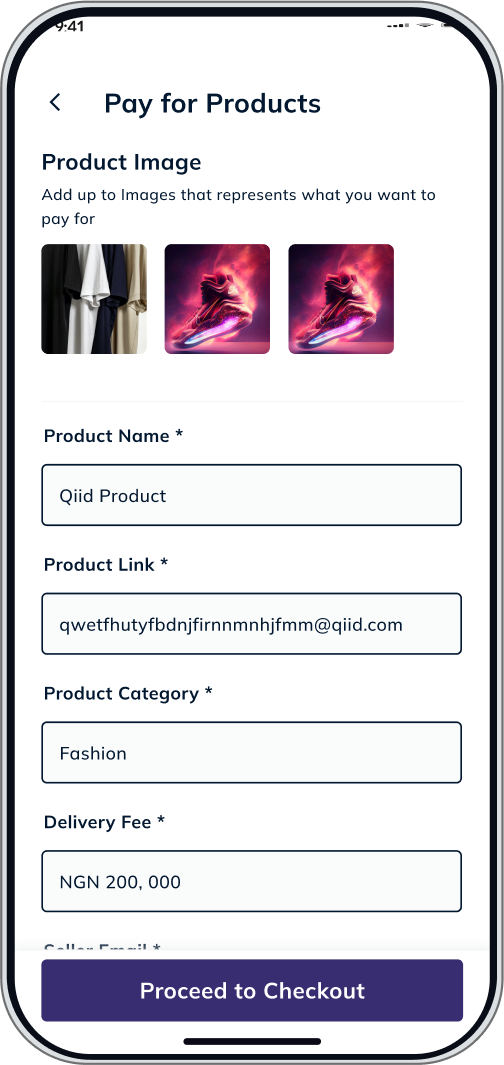 9:41
Pay for Products
Product Image
Add up to Images that represents what you want to
pay for
Product Name *
Qiid Product
Product Link *
qwetfhutyfbdnjfirnnmnhjfmm@qiid.com
Product Category *
Fashion
Delivery Fee *
NGN 200, 000
Seller Email *
Proceed to Checkout